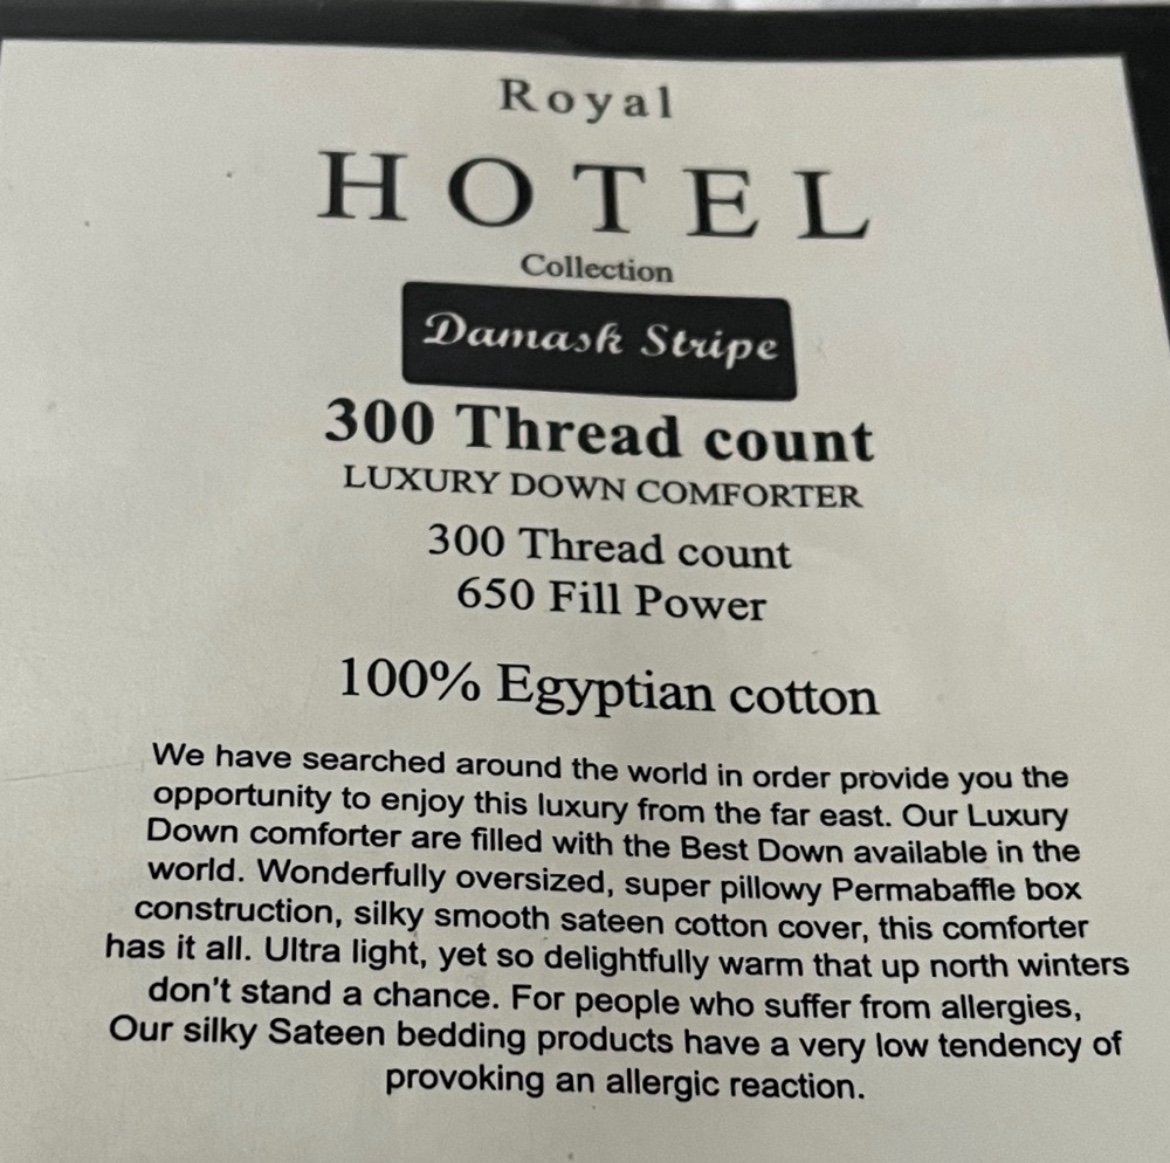 Royal
HOTEL
Collection
Damask Stripe
300 Thread count
LUXURY DOWN COMFORTER
300 Thread count
650 Fill Power
100% Egyptian cotton
We have searched around the world in order provide you the
opportunity to enjoy this luxury from the far east. Our Luxury
Down comforter are filled with the Best Down available in the
world. Wonderfully oversized, super pillowy Permabaffle box
construction, silky smooth sateen cotton cover, this comforter
has it all. Ultra light, yet so delightfully warm that up north winters
don't stand a chance. For people who suffer from allergies,
Our silky Sateen bedding products have a very low tendency of
provoking an allergic reaction.